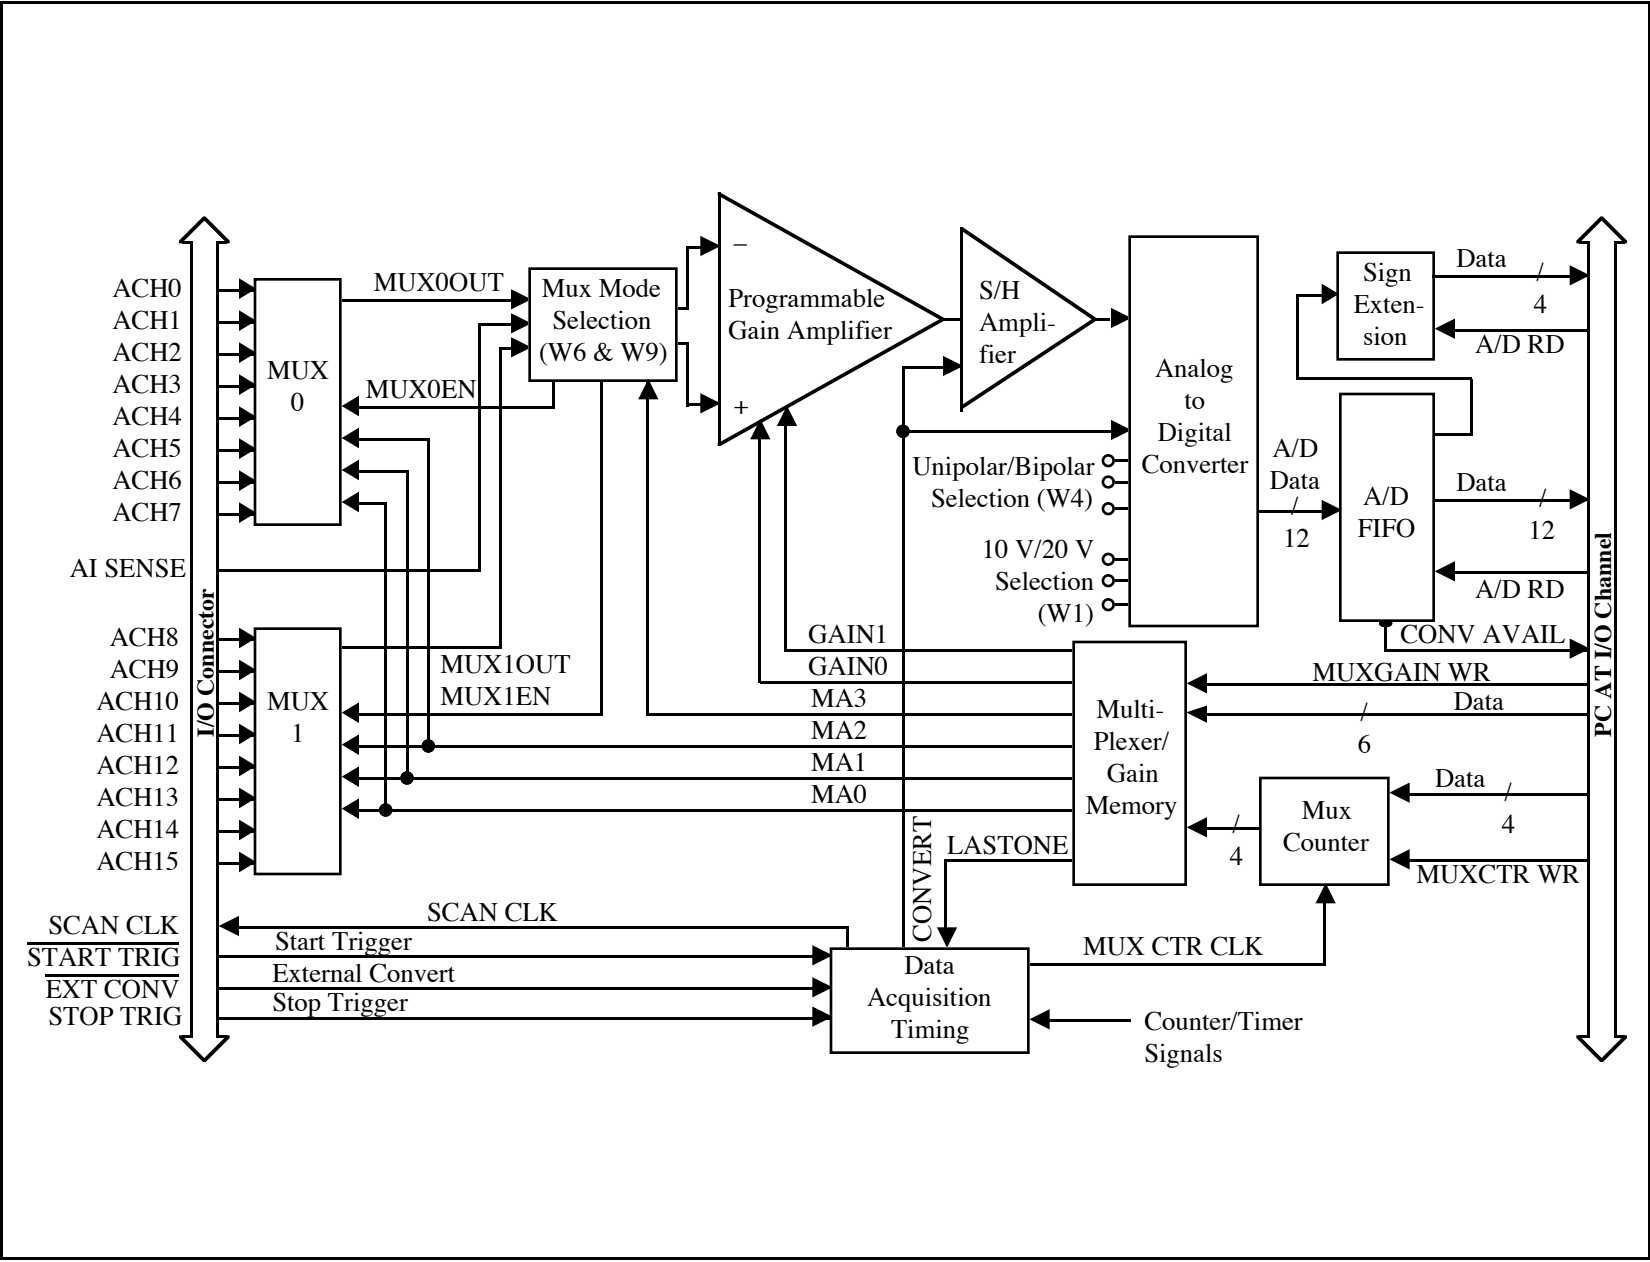 ACH0
ACH1
ACH2
ACH3
ACH4
ACH5
ACH6
ACH7
AI SENSE
ACH8
ACH9
ACH10
ACH11
ACH12
ACH13
ACH14
ACH15
SCAN CLK
START TRIG
EXT CONV
STOP TRIG
I/O Connector
MUX
0
MUX
1
MUX0OUT
MUX0EN
MUX1OUT
MUX1EN
Mux Mode
Selection
(W6 & W9)
−
+
Programmable
Gain Amplifier
S/H
Ampli-
fier
Analog
to
Digital
Converter
Unipolar/Bipolar
Selection (W4)
10 V/20 V
Selection
(W1)
A/D
Data
/
12
Sign
Exten-
sion
Data
/
4
A/D RD
A/D
FIFO
Data
/
12
A/D RD
CONV AVAIL
PC AT I/O Channel
GAIN1
GAIN0
MA3
MA2
MA1
MA0
LASTONE
CONVERT
Multi-
Plexer/
Gain
Memory
MUXGAIN WR
Data
/
6
Mux
Counter
/
4
Data
/
4
MUXCTR WR
SCAN CLK
Start Trigger
External Convert
Stop Trigger
Data
Acquisition
Timing
MUX CTR CLK
Counter/Timer
Signals